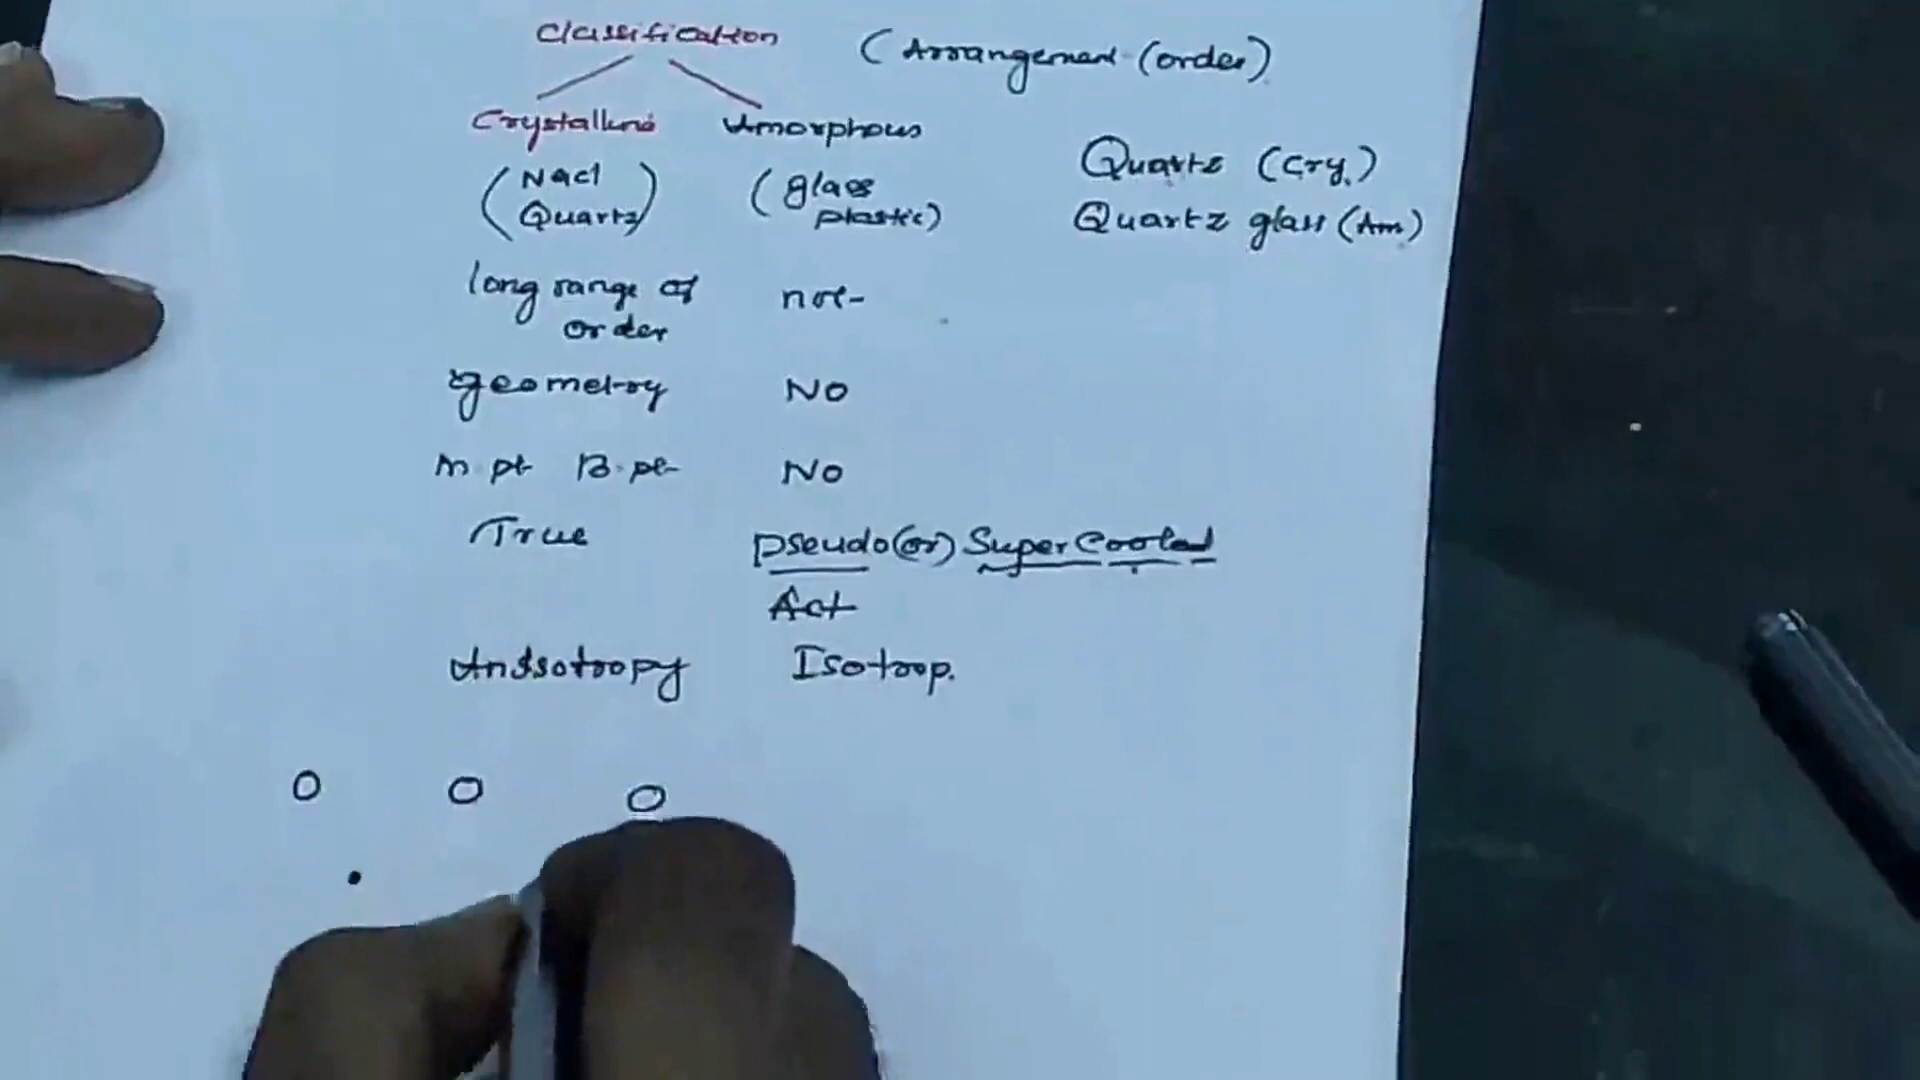 Classification (Arrangement (order)
Crystalline Amorphous
(Nacl Quartz) (glass plastic)
Quartz (Cry.)
Quartz glass (Am)
long range of order not
geometry NO
m.pt B.pt NO
True pseudo (or) Super Cooled
Act
Anisotropy Isotrop.